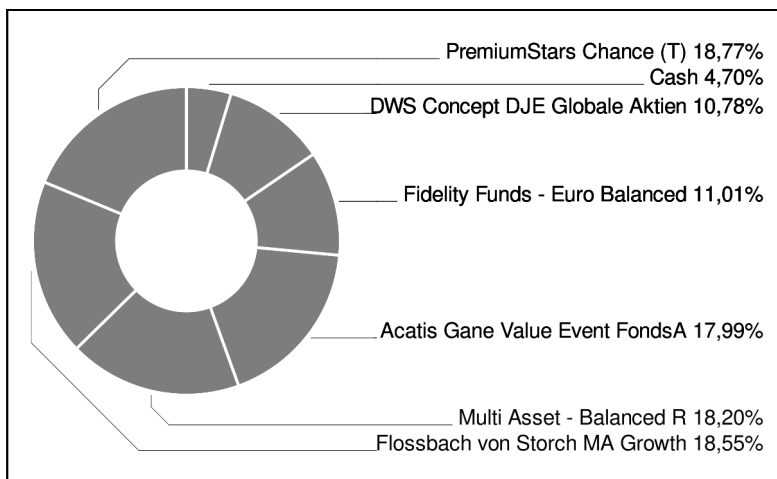 PremiumStars Chance (T) 18,77%
Cash 4,70%
DWS Concept DJE Globale Aktien 10,78%
Fidelity Funds - Euro Balanced 11,01%
Acatis Gane Value Event FondsA 17,99%
Multi Asset - Balanced R 18,20%
Flossbach von Storch MA Growth 18,55%